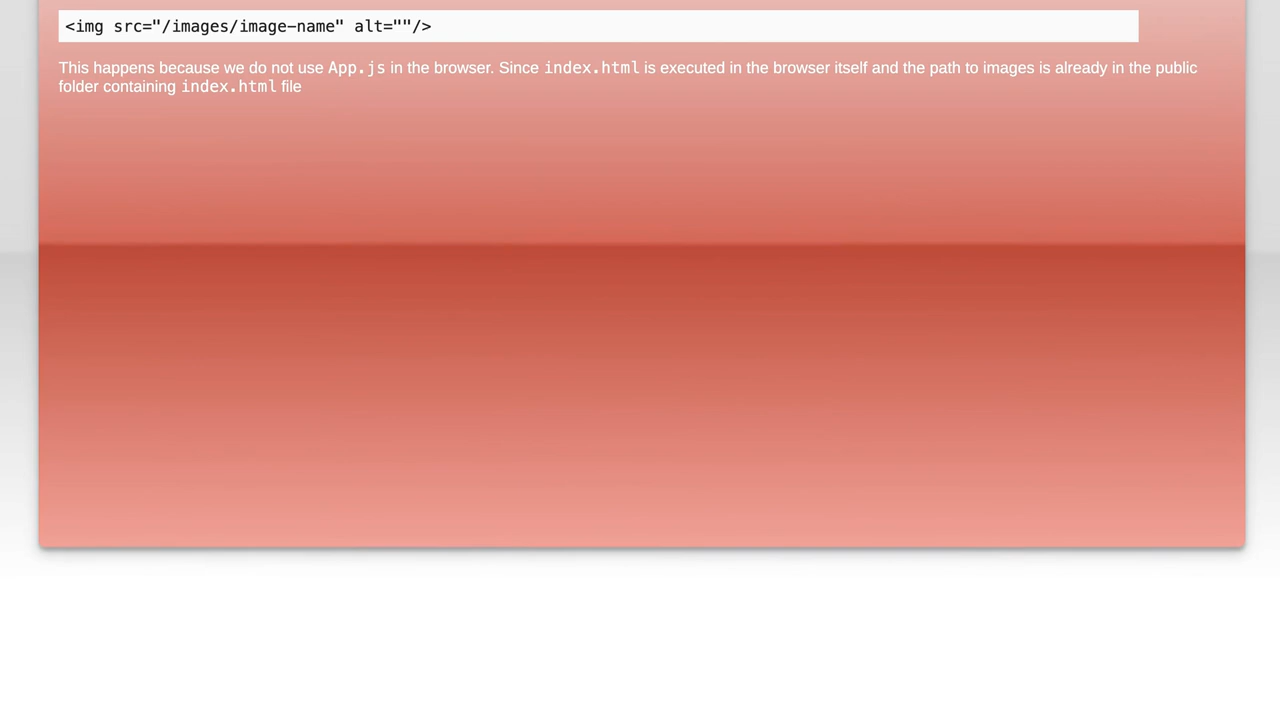 <img src="/images/image-name" alt=""/>
This happens because we do not use App.js in the browser. Since index.html is executed in the browser itself and the path to images is already in the public
folder containing index.html file